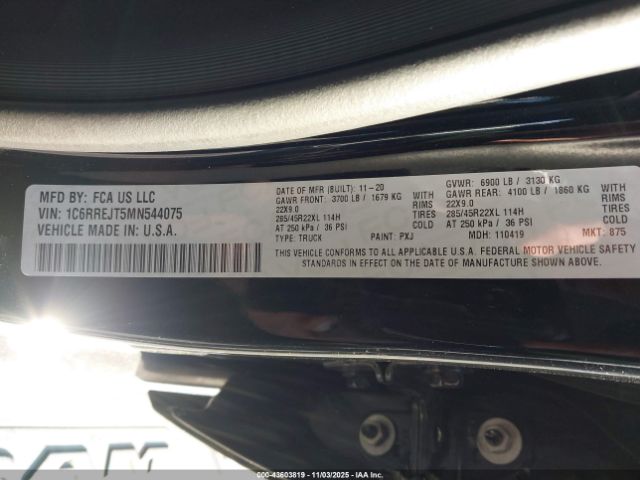 MFD BY: FCA US LLC
VIN: 1C6RREJT5MN544075
VEHICLE MADE IN: U.S.A.
DATE OF MFR (BUILT): 11-20
GAWR FRONT: 3700 LB / 1679 KG WITH
22X9.0 RIMS
285/45R22XL 114H TIRES
AT 250 kPa / 36 PSI COLD
TYPE: TRUCK PAINT: PXJ
GVWR: 6900 LB / 3130 KG
GAWR REAR: 4100 LB / 1860 KG WITH
22X9.0 RIMS
285/45R22XL 114H TIRES
AT 250 kPa / 36 PSI COLD
MDH: 110419 MKT: 875
THIS VEHICLE CONFORMS TO ALL APPLICABLE U.S.A. FEDERAL MOTOR VEHICLE SAFETY
STANDARDS IN EFFECT ON THE DATE OF MANUFACTURE SHOWN ABOVE.
RAM
000-43603819 - 11/03/2025 - IAA Corp.